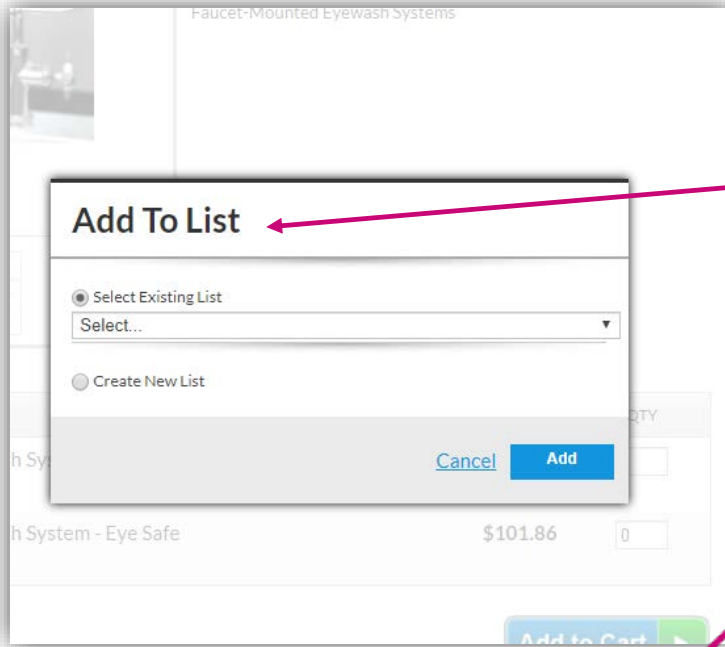 Faucet-Mounted Eyewash Systems
Add To List
Select Existing List
Select...
Create New List
QTY
h Sys
Cancel Add
h System - Eye Safe $101.86 0
Add to Cart